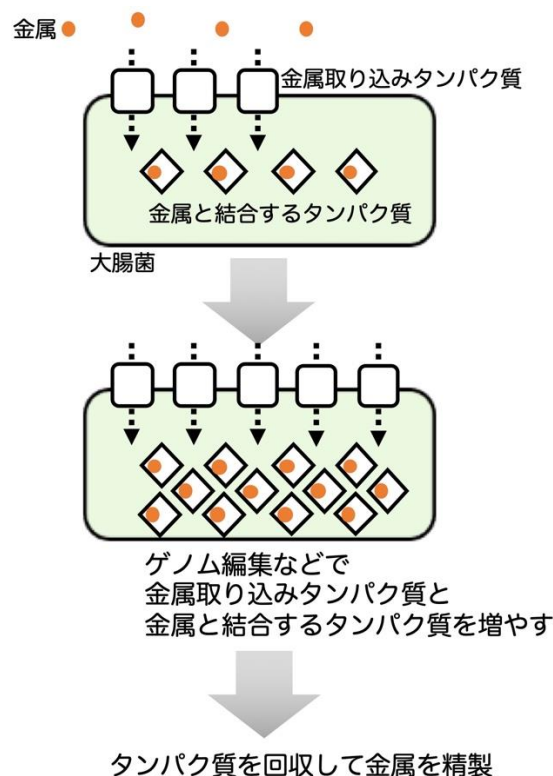 金属
金属取り込みタンパク質
金属と結合するタンパク質
大腸菌
ゲノム編集などで
金属取り込みタンパク質と
金属と結合するタンパク質を増やす
タンパク質を回収して金属を精製